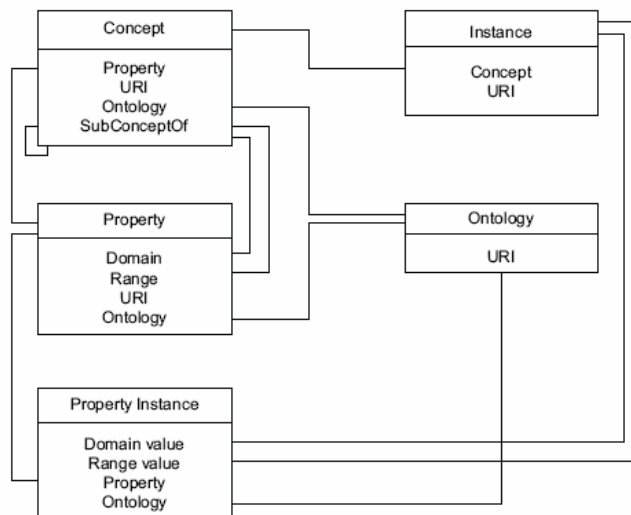 Concept
Property
URI
Ontology
SubConceptOf
Instance
Concept
URI
Property
Domain
Range
URI
Ontology
Ontology
URI
Property Instance
Domain value
Range value
Property
Ontology